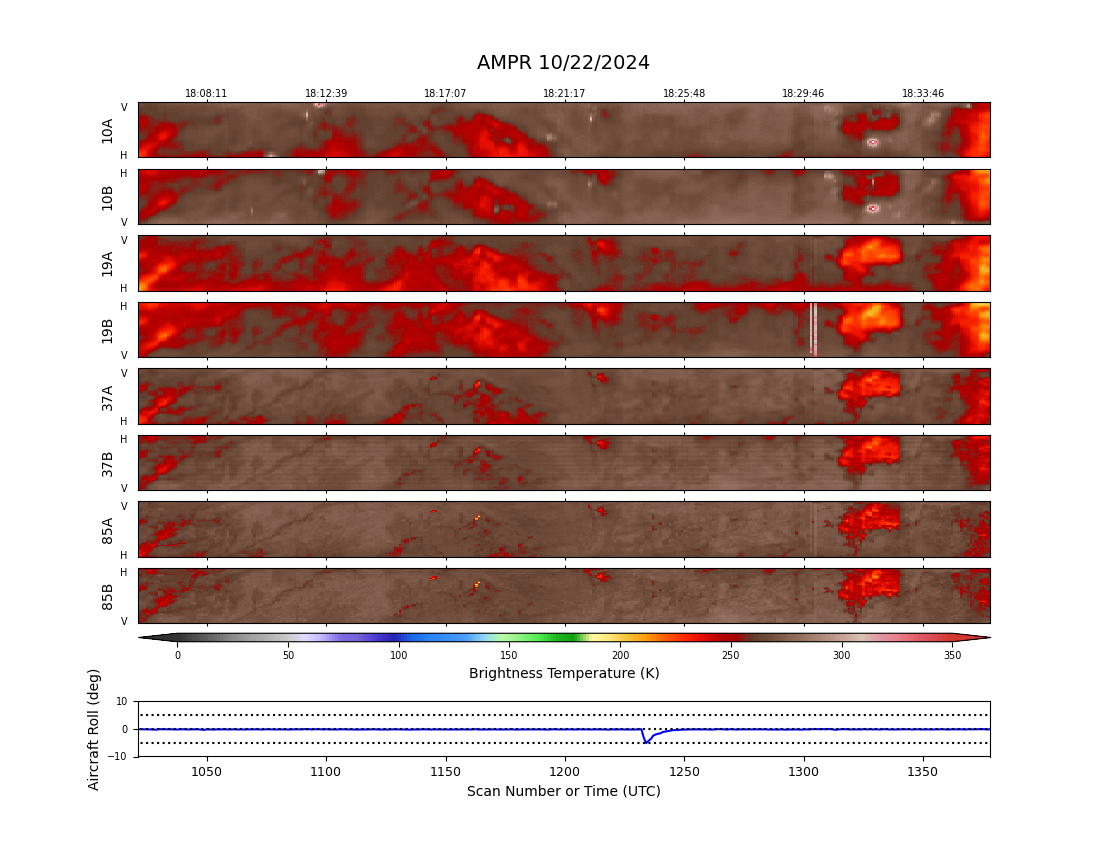 AMPR 10/22/2024
18:08:11 18:12:39 18:17:07 18:21:17 18:25:48 18:29:46 18:33:46
V
10A
H
H
10B
V
V
19A
H
H
19B
V
V
37A
H
H
37B
V
V
85A
H
H
85B
V
0 50 100 150 200 250 300 350
Brightness Temperature (K)
Aircraft Roll (deg)
10
0
−10
1050 1100 1150 1200 1250 1300 1350
Scan Number or Time (UTC)